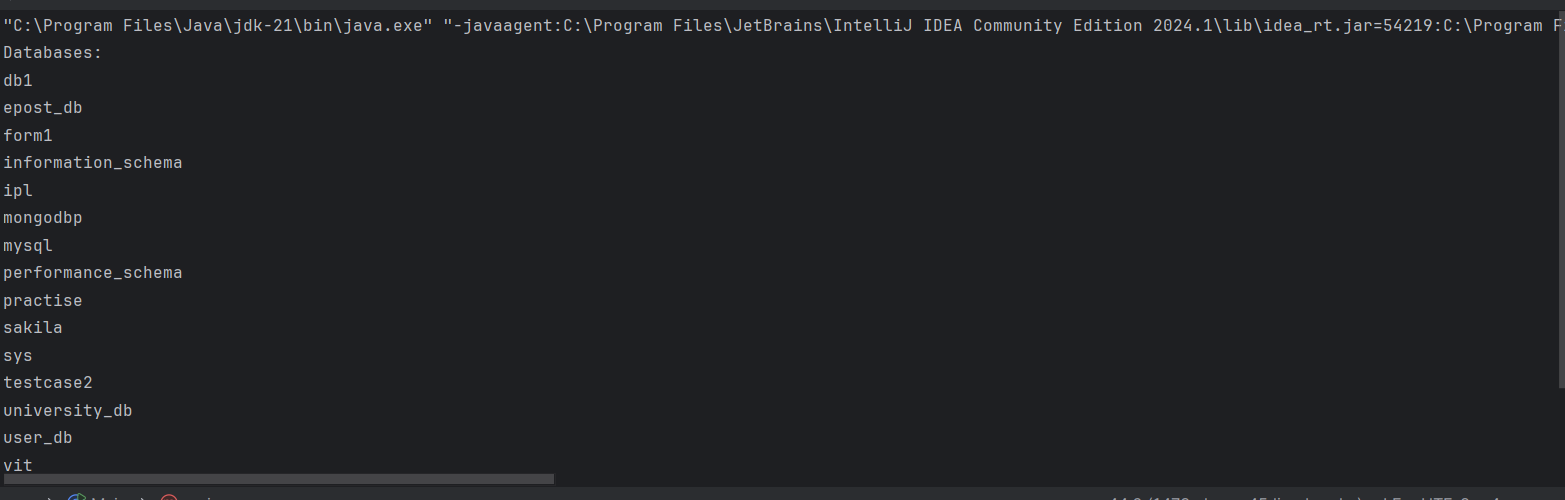 "C:\Program Files\Java\jdk-21\bin\java.exe" "-javaagent:C:\Program Files\JetBrains\IntelliJ IDEA Community Edition 2024.1\lib\idea_rt.jar=54219:C:\Program F
Databases:
db1
epost_db
form1
information_schema
ipl
mongodbp
mysql
performance_schema
practise
sakila
sys
testcase2
university_db
user_db
vit